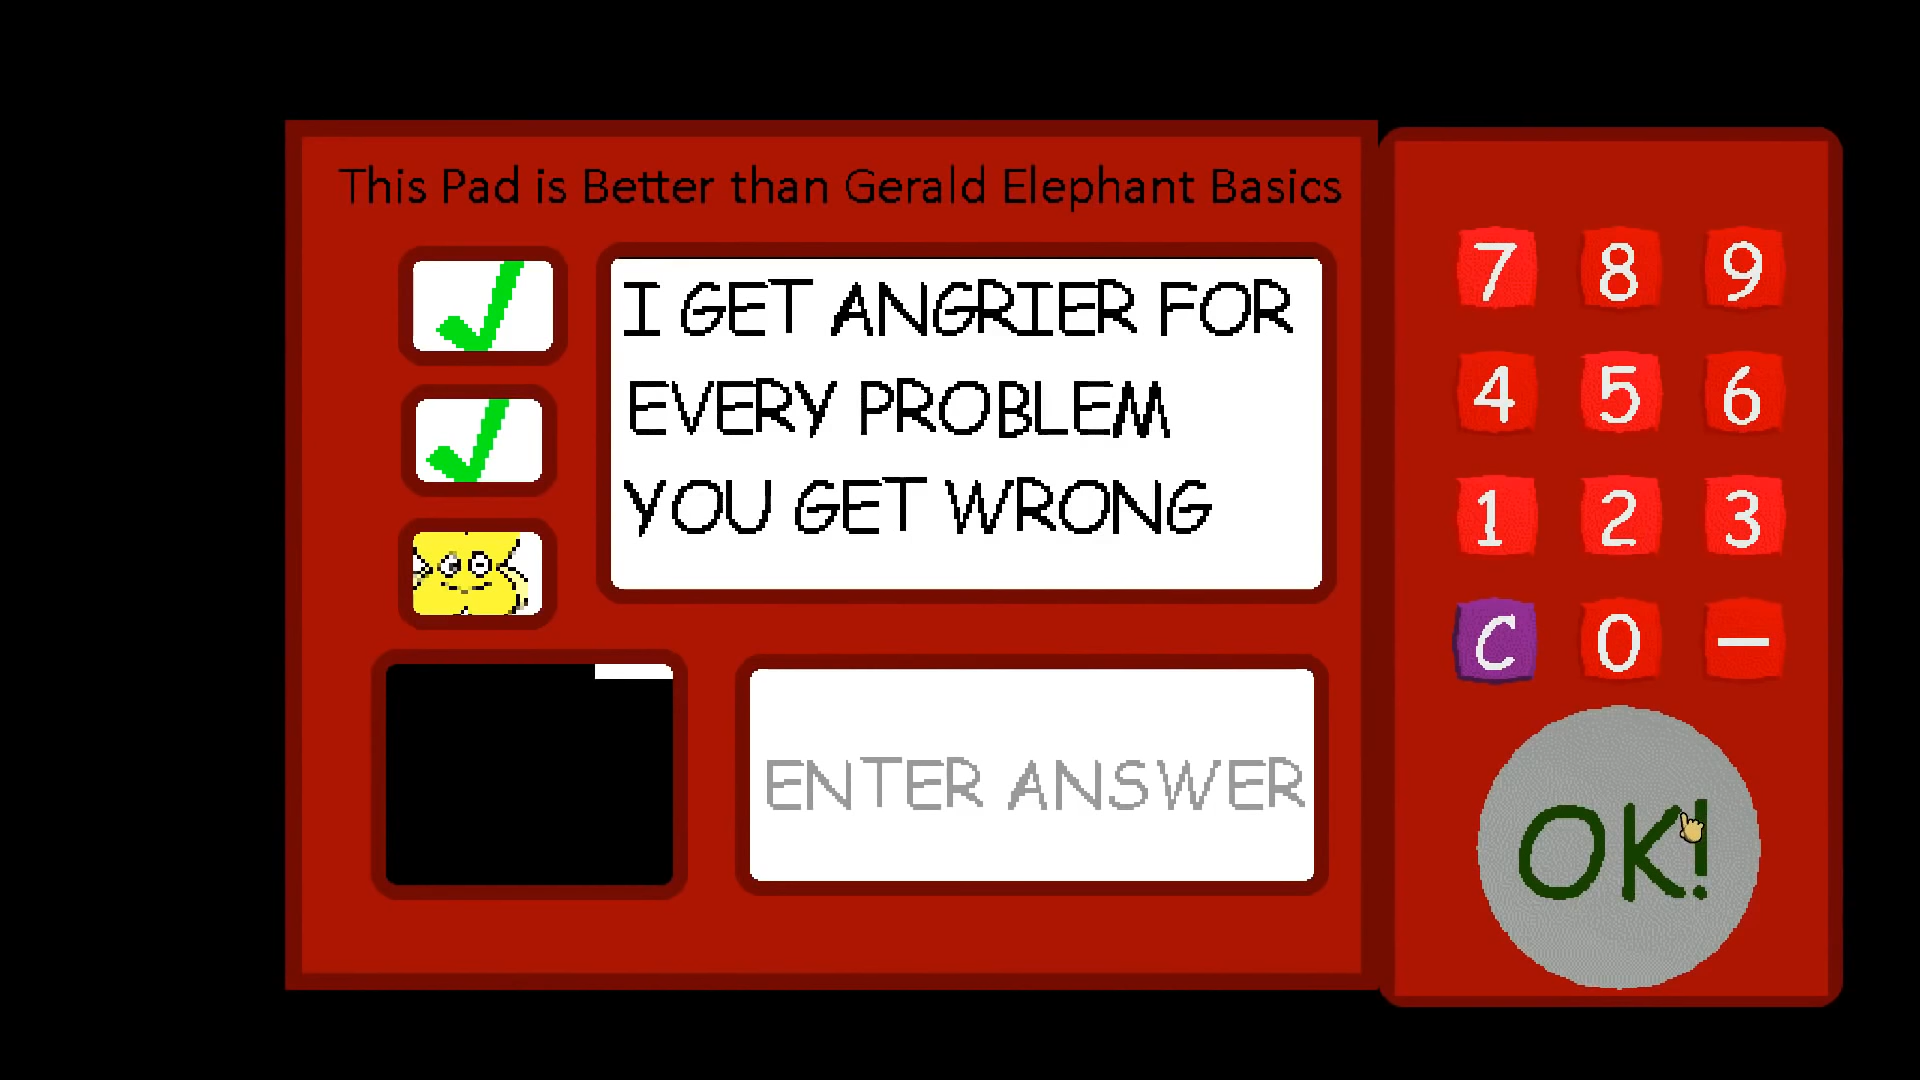 This Pad is Better than Gerald Elephant Basics
I GET ANGRIER FOR
EVERY PROBLEM
YOU GET WRONG
ENTER ANSWER
7 8 9
4 5 6
1 2 3
C 0 –
OK!